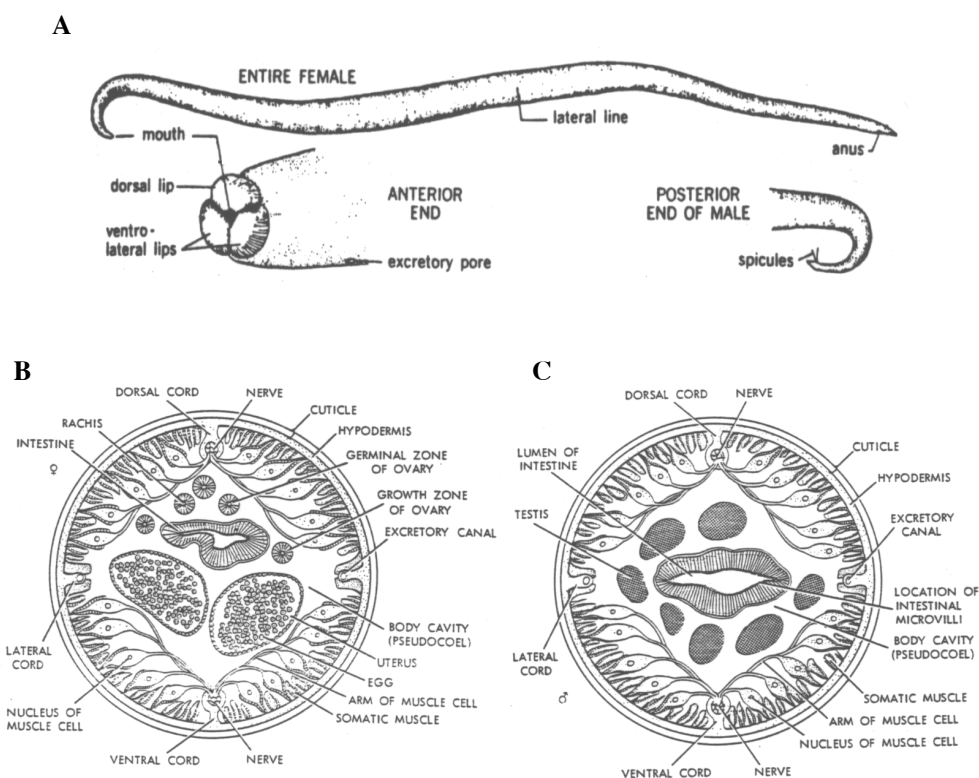 A
ENTIRE FEMALE
lateral line
mouth
anus
dorsal lip
ANTERIOR
END
POSTERIOR
END OF MALE
ventro-
lateral lips
excretory pore
spicules
B
DORSAL CORD
NERVE
RACHIS
CUTICLE
INTESTINE
HYPODERMIS
♀
GERMINAL ZONE
OF OVARY
GROWTH ZONE
OF OVARY
EXCRETORY CANAL
BODY CAVITY
(PSEUDOCOEL)
LATERAL
CORD
UTERUS
EGG
ARM OF MUSCLE CELL
NUCLEUS OF
MUSCLE CELL
SOMATIC MUSCLE
VENTRAL CORD
NERVE
C
DORSAL CORD
NERVE
LUMEN OF
INTESTINE
CUTICLE
HYPODERMIS
TESTIS
EXCRETORY
CANAL
LOCATION OF
INTESTINAL
MICROVILLI
BODY CAVITY
(PSEUDOCOEL)
LATERAL
CORD
SOMATIC MUSCLE
♂
ARM OF MUSCLE CELL
NUCLEUS OF MUSCLE CELL
VENTRAL CORD
NERVE